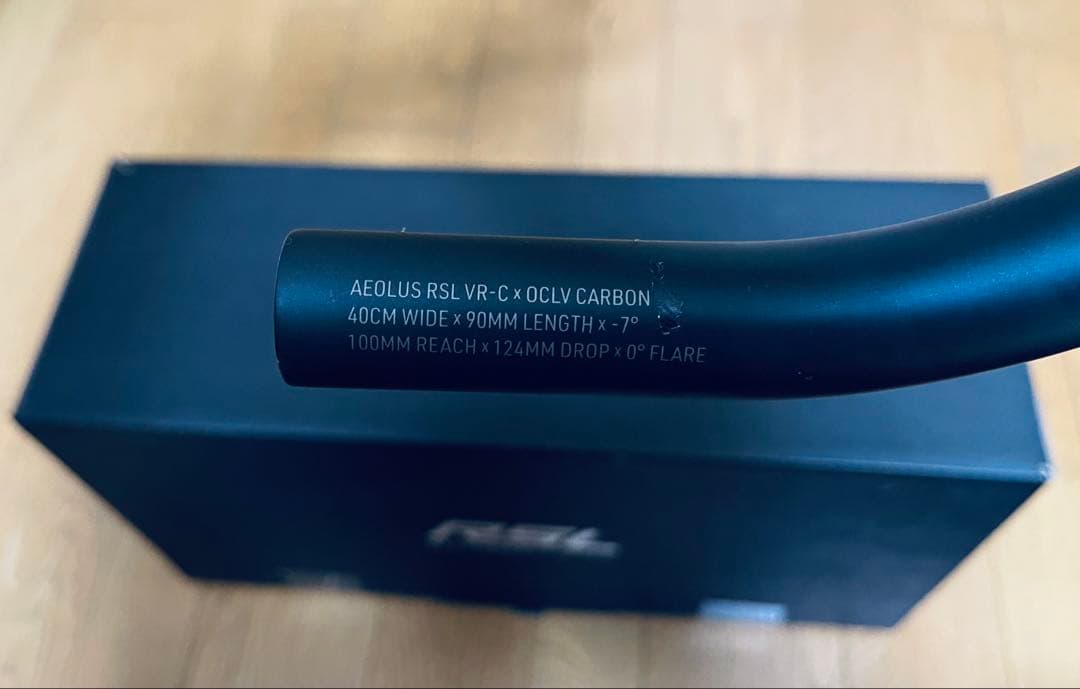 AEOLUS RSL VR-C x OCLV CARBON
40CM WIDE x 90MM LENGTH x -7°
100MM REACH x 124MM DROP x 0° FLARE
RSL